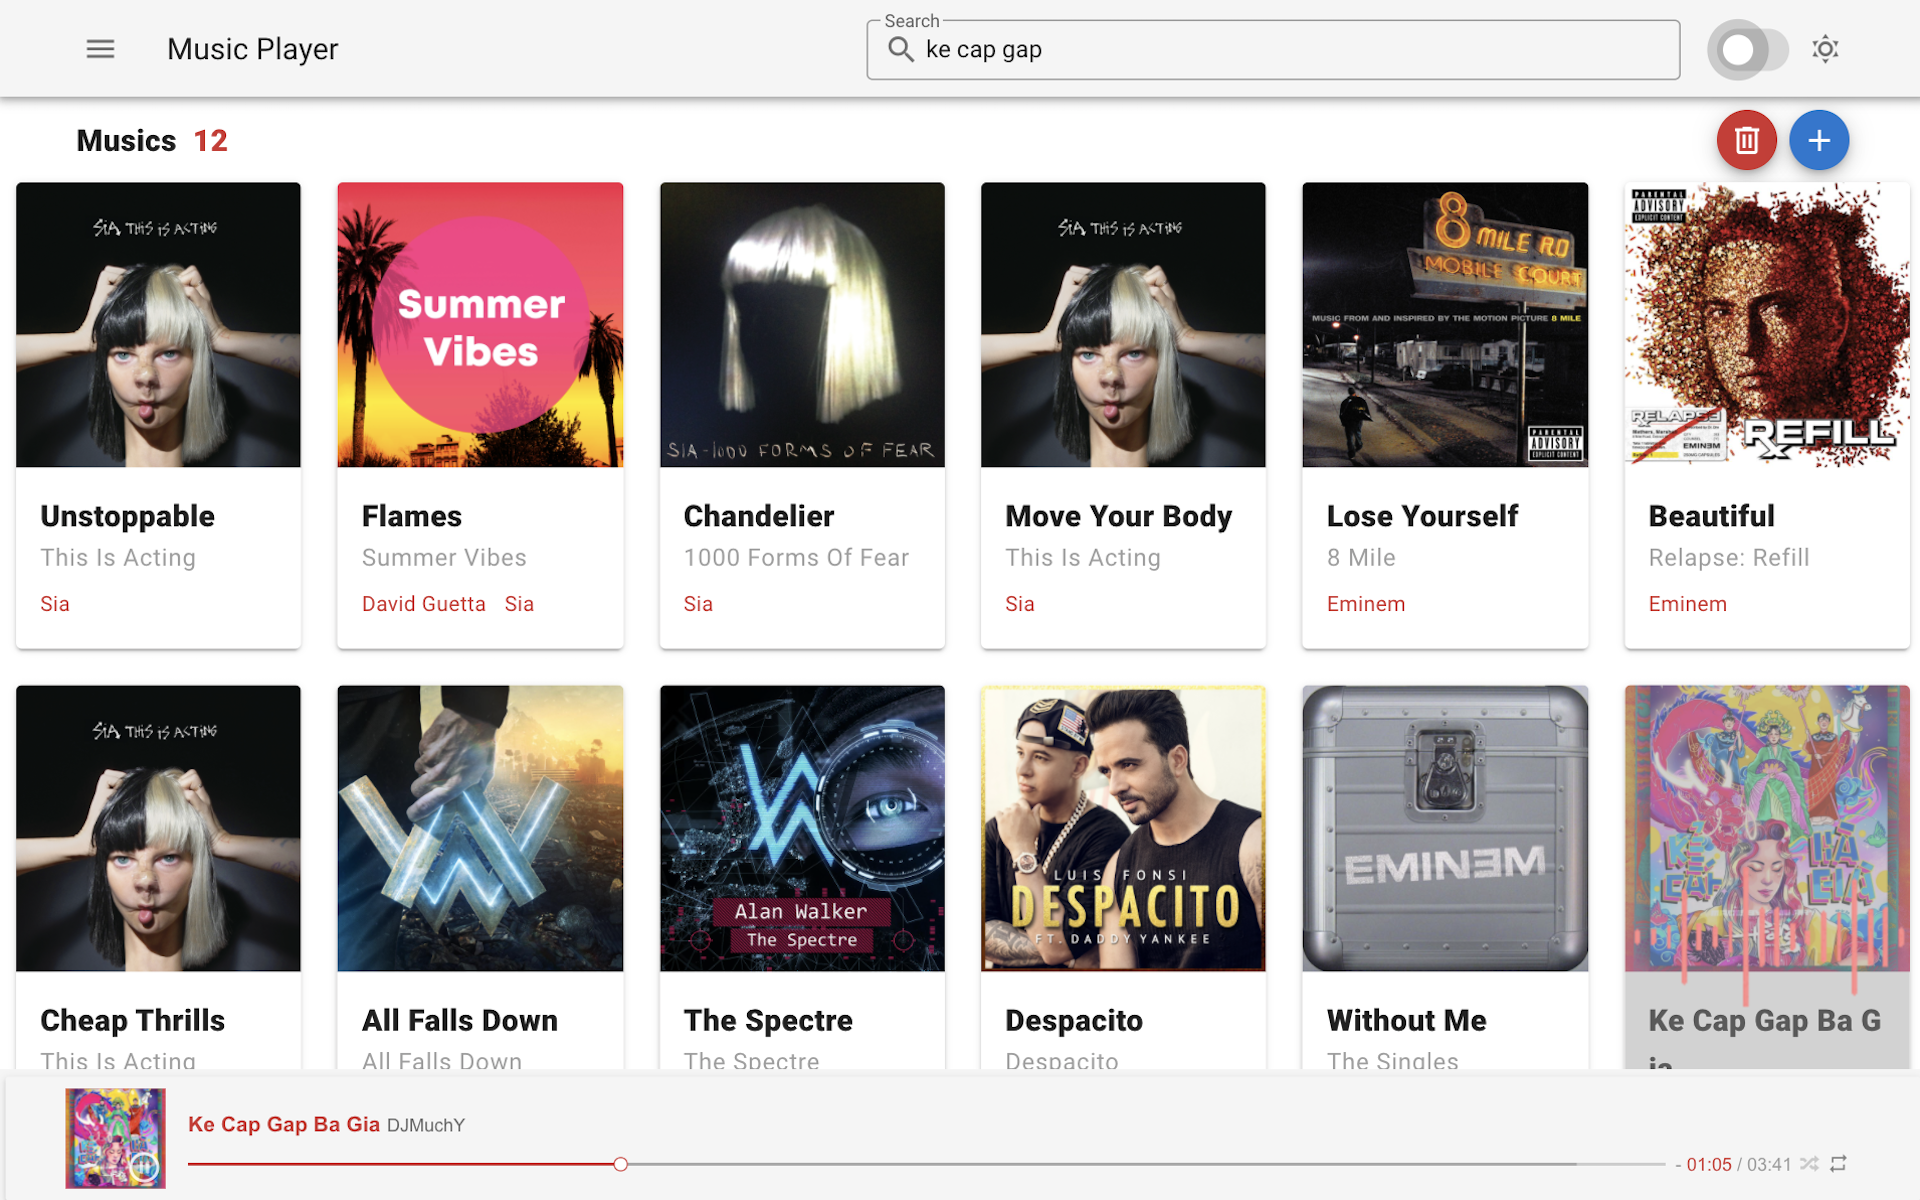 Search
Music Player
ke cap gap
Musics 12
SiA THIS iS ACTiNG
Summer
Vibes
SIA - 1000 FORMS OF FEAR
SiA THIS iS ACTiNG
8 MILE RD
MOBILE COURT
MUSIC FROM AND INSPIRED BY THE MOTION PICTURE 8 MILE
PARENTAL
ADVISORY
EXPLICIT CONTENT
PARENTAL
ADVISORY
EXPLICIT CONTENT
RELAPSE
EMINEM
REFILL
Unstoppable
This Is Acting
Sia
Flames
Summer Vibes
David Guetta Sia
Chandelier
1000 Forms Of Fear
Sia
Move Your Body
This Is Acting
Sia
Lose Yourself
8 Mile
Eminem
Beautiful
Relapse: Refill
Eminem
SiA THIS iS ACTiNG
Alan Walker
The Spectre
LUIS FONSI
DESPACITO
FT. DADDY YANKEE
EMINƎM
KẺ CẮP
BÀ GIÀ
Cheap Thrills
This Is Acting
All Falls Down
All Falls Down
The Spectre
The Spectre
Despacito
Despacito
Without Me
The Singles
Ke Cap Gap Ba G
ia
Ke Cap Gap Ba Gia DJMuchY
- 01:05 / 03:41